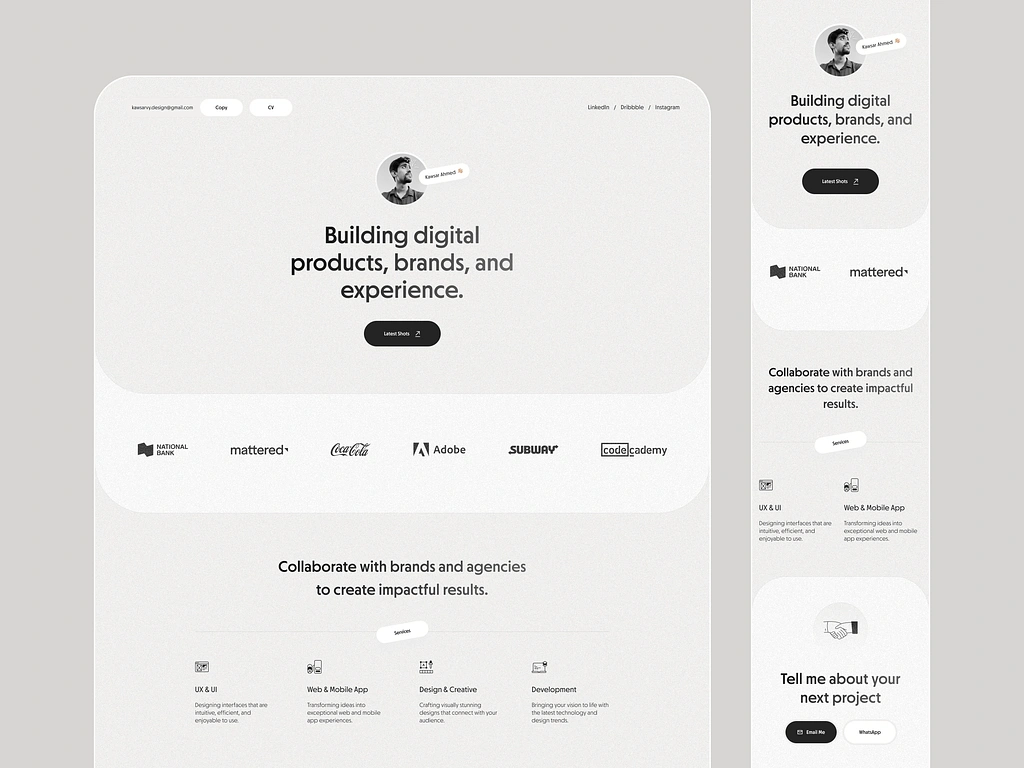 kawsarvy.design@gmail.com
Copy
CV
LinkedIn / Dribbble / Instagram
Kawsar Ahmed 👋🏻
Building digital
products, brands, and
experience.
Latest Shots
NATIONAL
BANK
mattered
Coca-Cola
Adobe
SUBWAY
codecademy
Collaborate with brands and agencies
to create impactful results.
Services
UX & UI
Designing interfaces that are
intuitive, efficient, and
enjoyable to use.
Web & Mobile App
Transforming ideas into
exceptional web and mobile
app experiences.
Design & Creative
Crafting visually stunning
designs that connect with your
audience.
Development
Bringing your vision to life with
the latest technology and
design trends.
Kawsar Ahmed 👋🏻
Building digital
products, brands, and
experience.
Latest Shots
NATIONAL
BANK
mattered
Collaborate with brands and
agencies to create impactful
results.
Services
UX & UI
Designing interfaces that are
intuitive, efficient, and
enjoyable to use.
Web & Mobile App
Transforming ideas into
exceptional web and mobile
app experiences.
Tell me about your
next project
Email Me
WhatsApp